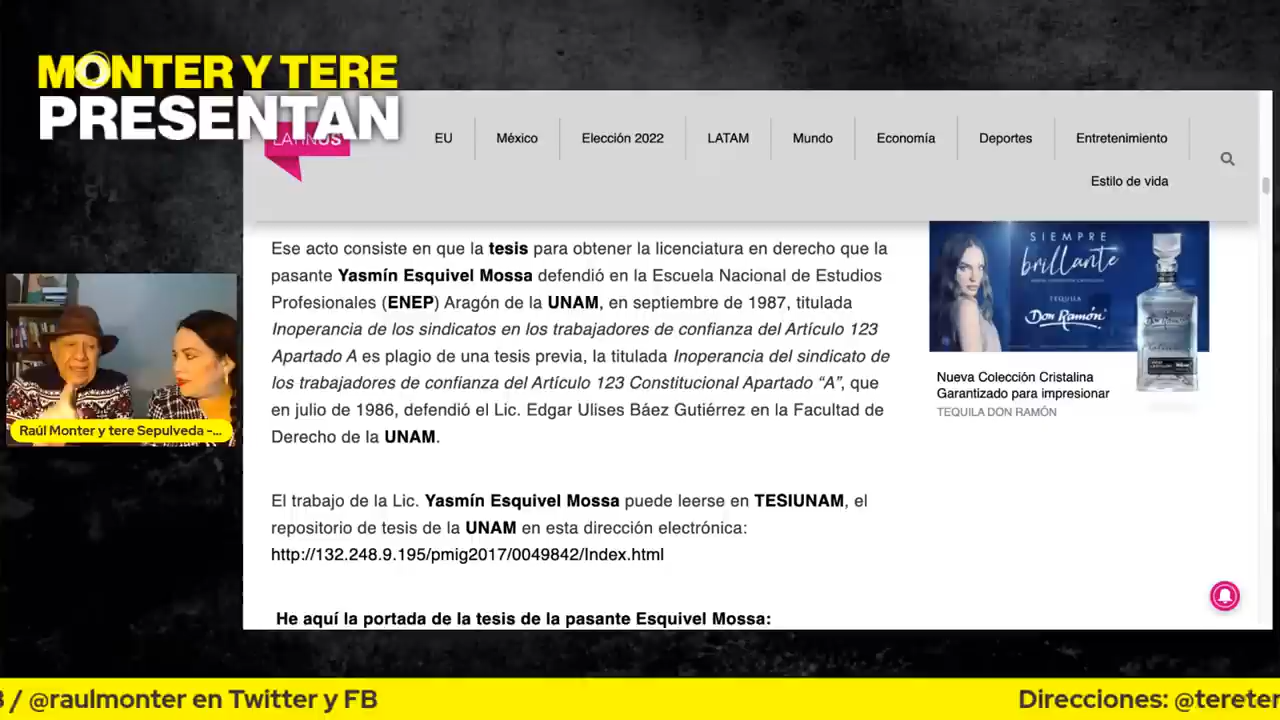 MONTER Y TERE
PRESENTAN
LATINUS
EU
México
Elección 2022
LATAM
Mundo
Economía
Deportes
Entretenimiento
Estilo de vida
Ese acto consiste en que la tesis para obtener la licenciatura en derecho que la
pasante Yasmín Esquivel Mossa defendió en la Escuela Nacional de Estudios
Profesionales (ENEP) Aragón de la UNAM, en septiembre de 1987, titulada
Inoperancia de los sindicatos en los trabajadores de confianza del Artículo 123
Apartado A es plagio de una tesis previa, la titulada Inoperancia del sindicato de
los trabajadores de confianza del Artículo 123 Constitucional Apartado “A”, que
en julio de 1986, defendió el Lic. Edgar Ulises Báez Gutiérrez en la Facultad de
Derecho de la UNAM.
El trabajo de la Lic. Yasmín Esquivel Mossa puede leerse en TESIUNAM, el
repositorio de tesis de la UNAM en esta dirección electrónica:
http://132.248.9.195/pmig2017/0049842/Index.html
He aquí la portada de la tesis de la pasante Esquivel Mossa:
SIEMPRE
brillante
TEQUILA
Don Ramón
Nueva Colección Cristalina
Garantizado para impresionar
TEQUILA DON RAMÓN
Raúl Monter y tere Sepulveda -...
/ @raulmonter en Twitter y FB
Direcciones: @tereter